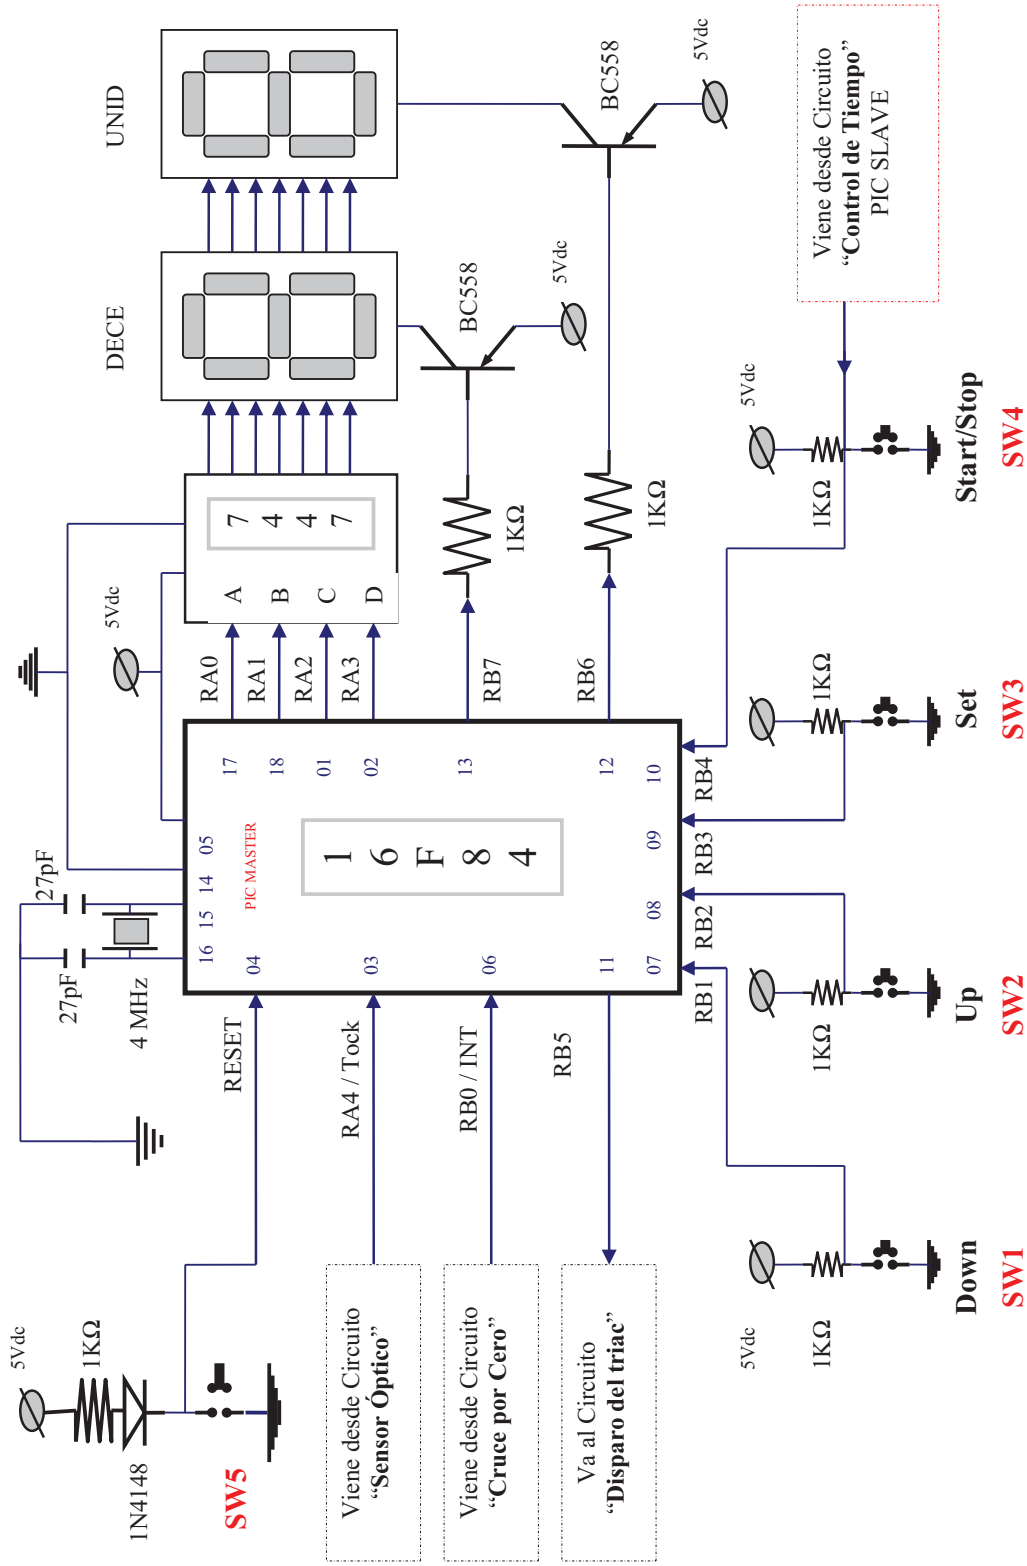 5Vdc
1KΩ
1N4148
SW5
RESET
Viene desde Circuito
“Sensor Óptico”
RA4 / Tock
Viene desde Circuito
“Cruce por Cero”
RB0 / INT
Va al Circuito
“Disparo del triac”
RB5
27pF
27pF
4 MHz
16
15
14
05
04
03
06
11
PIC MASTER
1
6
F
8
4
17
18
01
02
13
12
07
08
09
10
5Vdc
RA0
RA1
RA2
RA3
RB7
RB6
A
B
C
D
7
4
4
7
DECE
UNID
1KΩ
BC558
5Vdc
1KΩ
BC558
5Vdc
RB1
RB2
RB3
RB4
5Vdc
1KΩ
Down
SW1
1KΩ
Up
SW2
1KΩ
Set
SW3
5Vdc
1KΩ
Start/Stop
SW4
Viene desde Circuito
“Control de Tiempo”
PIC SLAVE